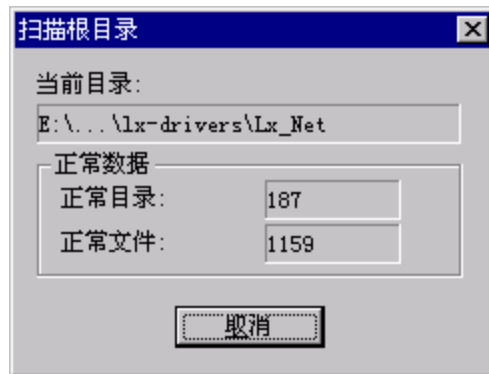 扫描根目录
当前目录:
E:\...\lx-drivers\Lx_Net
正常数据
正常目录: 187
正常文件: 1159
取消